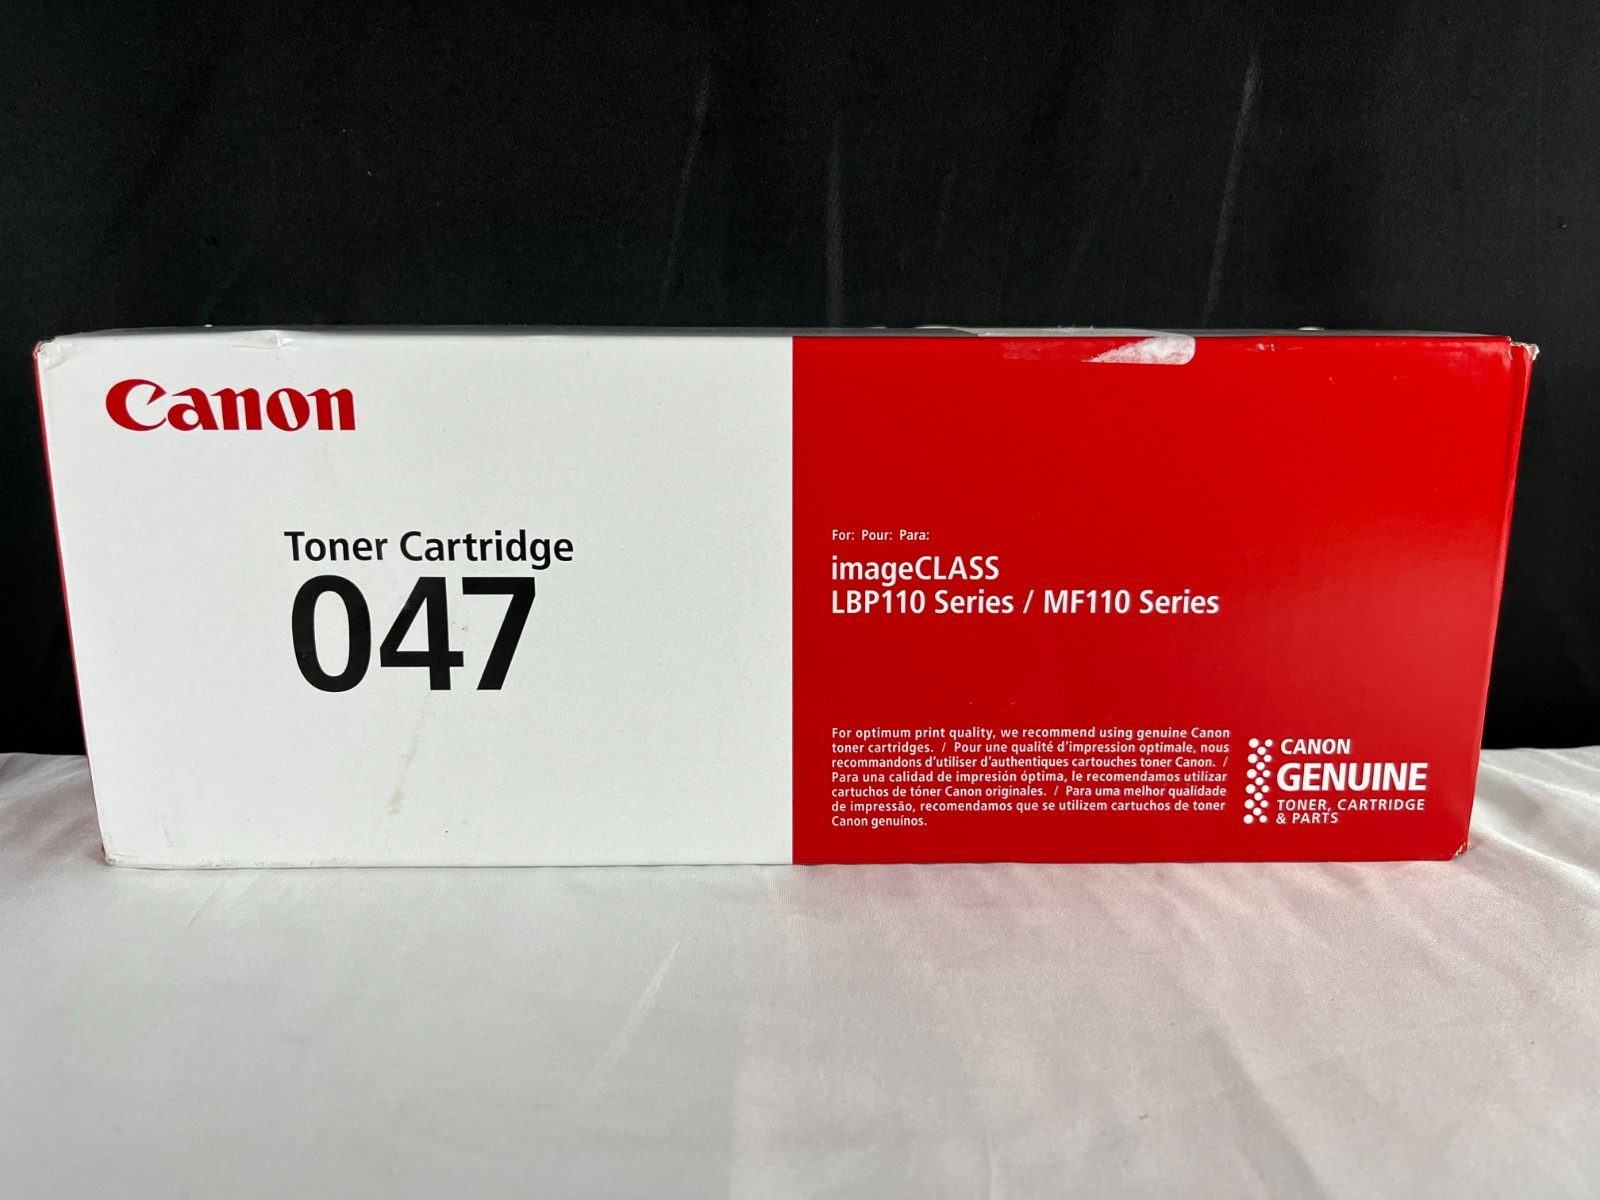 Canon
Toner Cartridge
047
For: Pour: Para:
imageCLASS
LBP110 Series / MF110 Series
For optimum print quality, we recommend using genuine Canon
toner cartridges. / Pour une qualité d'impression optimale, nous
recommandons d'utiliser d'authentiques cartouches toner Canon. /
Para una calidad de impresión óptima, le recomendamos utilizar
cartuchos de tóner Canon originales. / Para uma melhor qualidade
de impressão, recomendamos que se utilizem cartuchos de toner
Canon genuínos.
CANON
GENUINE
TONER, CARTRIDGE
& PARTS